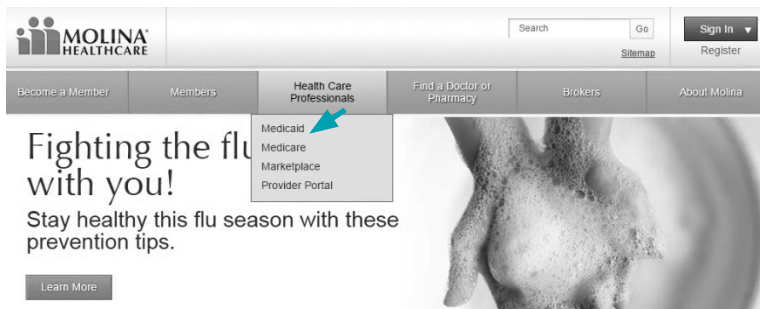 MOLINA
HEALTHCARE
Search
Go
Sign In
Sitemap
Register
Become a Member
Members
Health Care
Professionals
Find a Doctor or
Pharmacy
Brokers
About Molina
Medicaid
Medicare
Marketplace
Provider Portal
Fighting the flu
with you!
Stay healthy this flu season with these
prevention tips.
Learn More